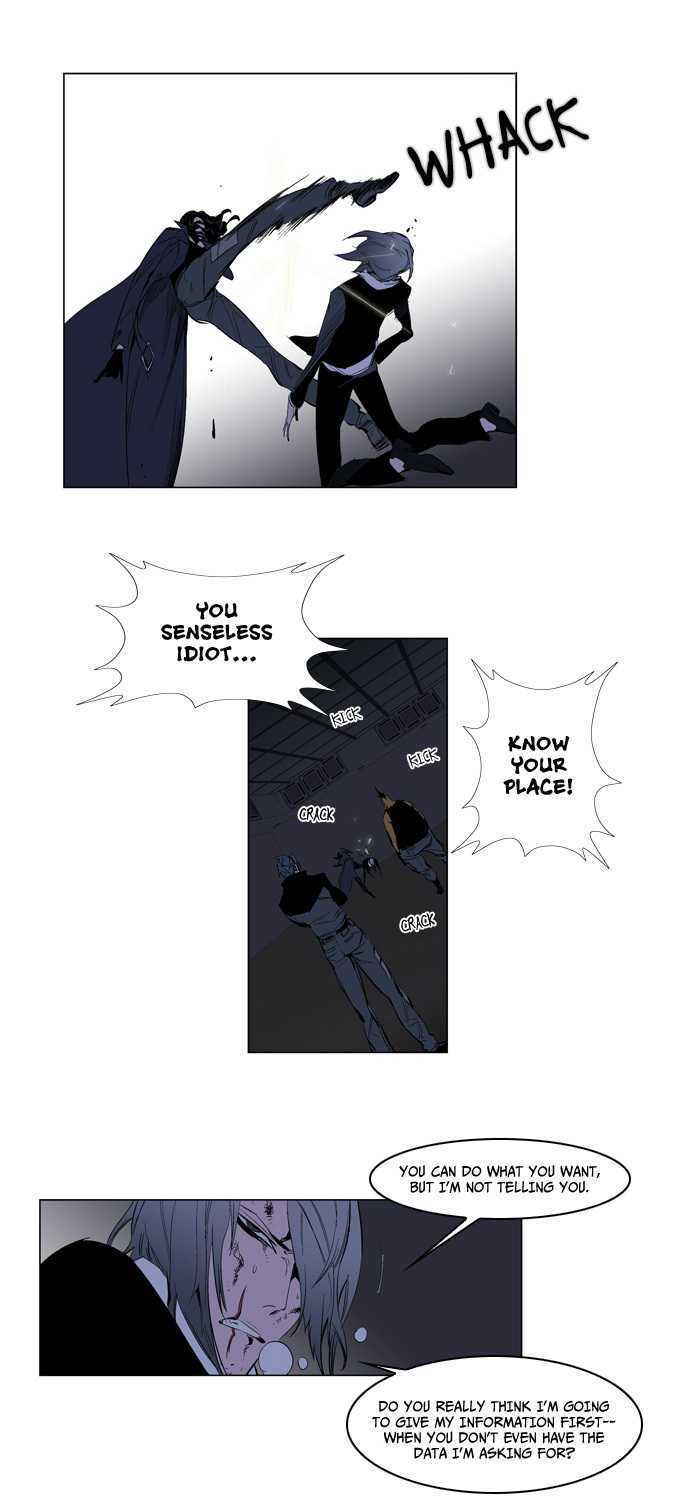 WHACK
YOU
SENSELESS
IDIOT...
KICK
KICK
KNOW
YOUR
PLACE!
CRACK
CRACK
YOU CAN DO WHAT YOU WANT,
BUT I'M NOT TELLING YOU.
DO YOU REALLY THINK I'M GOING
TO GIVE MY INFORMATION FIRST--
WHEN YOU DON'T EVEN HAVE THE
DATA I'M ASKING FOR?